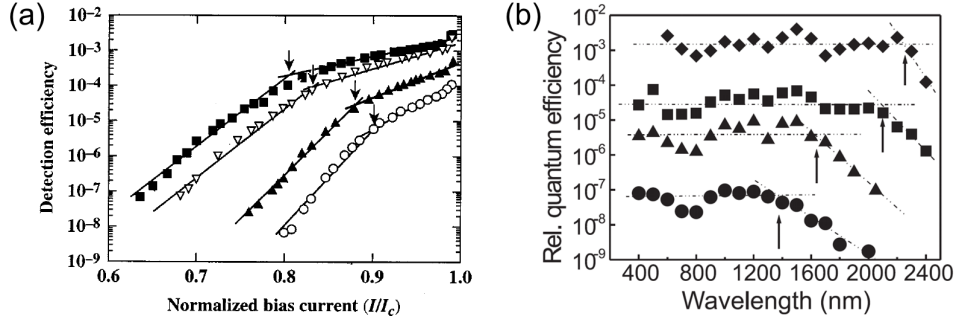 (a)
Detection efficiency
10⁻²
10⁻³
10⁻⁴
10⁻⁵
10⁻⁶
10⁻⁷
10⁻⁸
10⁻⁹
0.6 0.7 0.8 0.9 1.0
Normalized bias current (I/I_c)
(b)
Rel. quantum efficiency
10⁻²
10⁻³
10⁻⁴
10⁻⁵
10⁻⁶
10⁻⁷
10⁻⁸
10⁻⁹
400 800 1200 1600 2000 2400
Wavelength (nm)